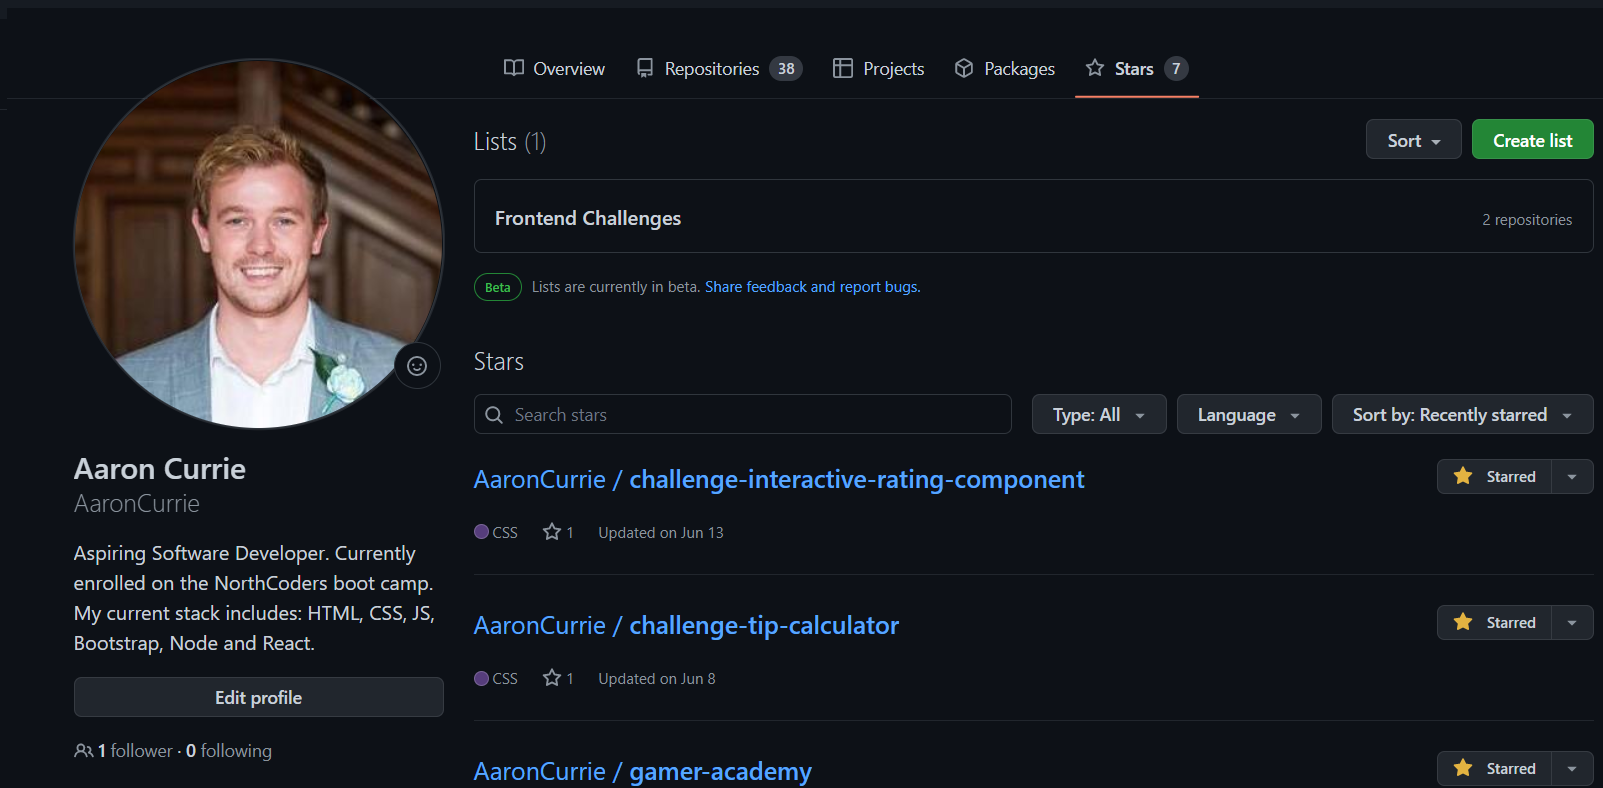 Overview Repositories 38 Projects Packages Stars 7
Lists (1)
Sort Create list
Frontend Challenges
2 repositories
Beta Lists are currently in beta. Share feedback and report bugs.
Stars
Search stars Type: All Language Sort by: Recently starred
AaronCurrie / challenge-interactive-rating-component
Starred
CSS 1 Updated on Jun 13
AaronCurrie / challenge-tip-calculator
Starred
CSS 1 Updated on Jun 8
AaronCurrie / gamer-academy
Starred
Aaron Currie
AaronCurrie
Aspiring Software Developer. Currently
enrolled on the NorthCoders boot camp.
My current stack includes: HTML, CSS, JS,
Bootstrap, Node and React.
Edit profile
1 follower · 0 following